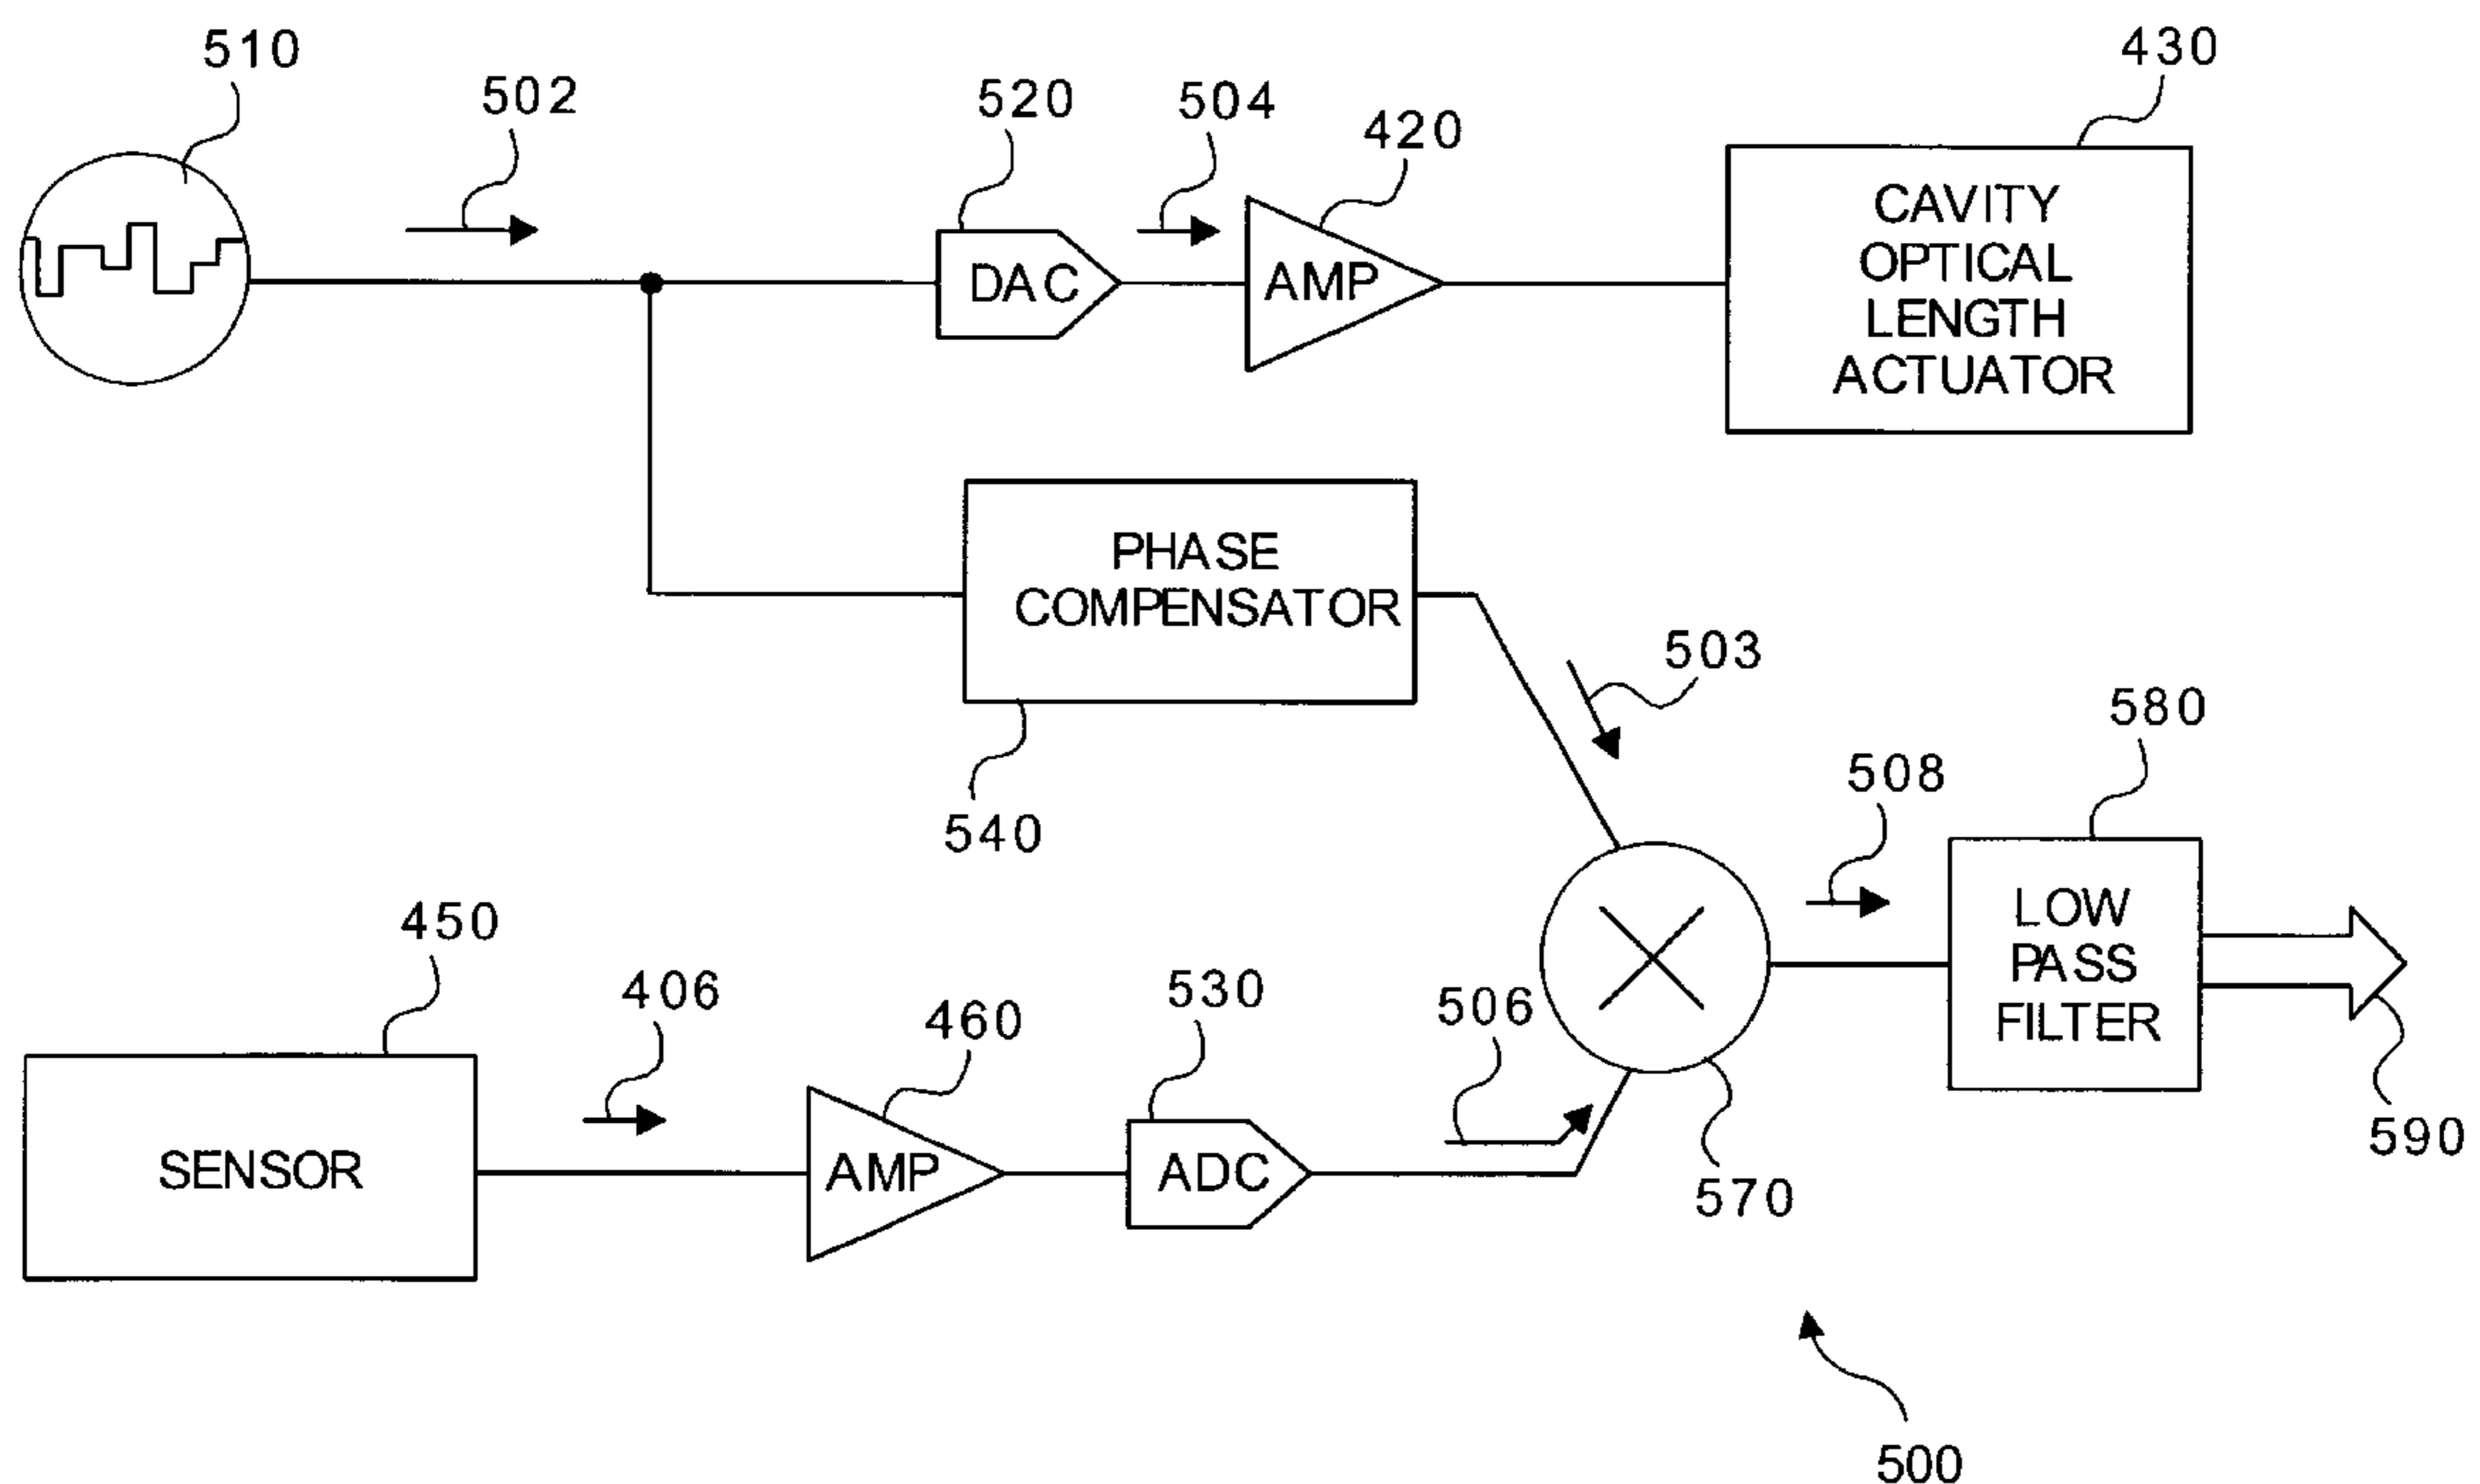 510
502
520
504
420
430
DAC
AMP
CAVITY
OPTICAL
LENGTH
ACTUATOR
PHASE
COMPENSATOR
503
540
508
580
LOW
PASS
FILTER
450
406
460
530
506
SENSOR
AMP
ADC
570
590
500